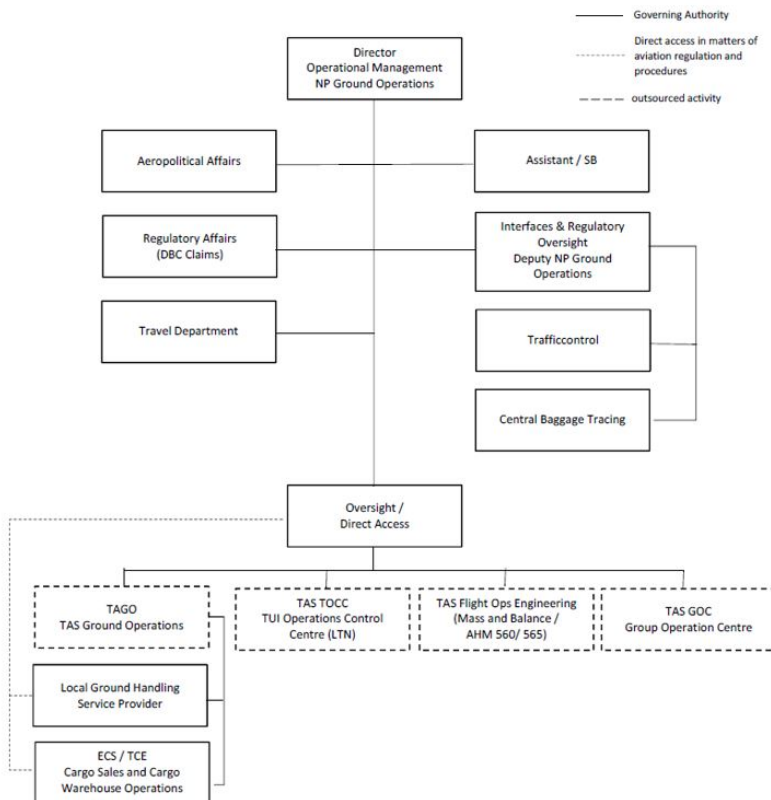 Governing Authority
Direct access in matters of
aviation regulation and
procedures
outsourced activity
Director
Operational Management
NP Ground Operations
Aeropolitical Affairs
Assistant / SB
Regulatory Affairs
(DBC Claims)
Interfaces & Regulatory
Oversight
Deputy NP Ground
Operations
Travel Department
Trafficcontrol
Central Baggage Tracing
Oversight /
Direct Access
TAGO
TAS Ground Operations
TAS TOCC
TUI Operations Control
Centre (LTN)
TAS Flight Ops Engineering
(Mass and Balance /
AHM 560/ 565)
TAS GOC
Group Operation Centre
Local Ground Handling
Service Provider
ECS / TCE
Cargo Sales and Cargo
Warehouse Operations